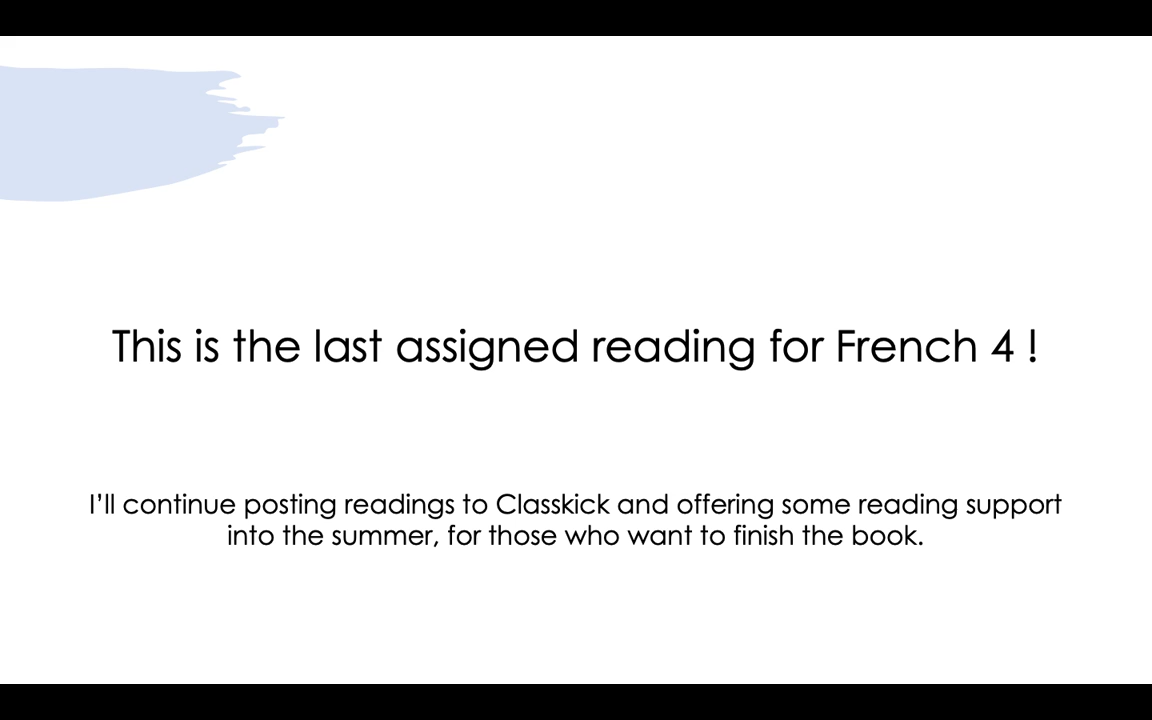 This is the last assigned reading for French 4 !
I’ll continue posting readings to Classkick and offering some reading support
into the summer, for those who want to finish the book.